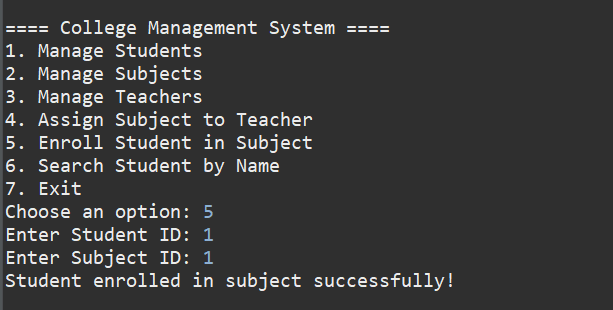 ==== College Management System ====
1. Manage Students
2. Manage Subjects
3. Manage Teachers
4. Assign Subject to Teacher
5. Enroll Student in Subject
6. Search Student by Name
7. Exit
Choose an option: 5
Enter Student ID: 1
Enter Subject ID: 1
Student enrolled in subject successfully!